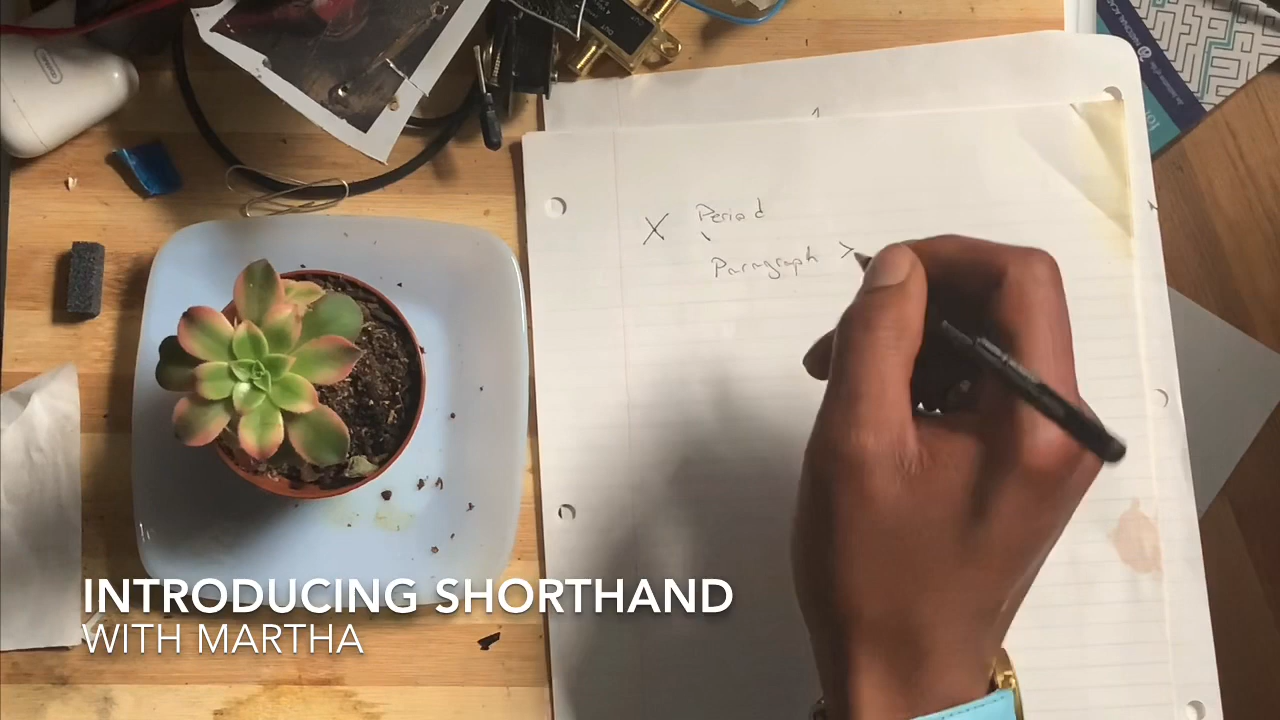 X Period
\
Paragraph >
INTRODUCING SHORTHAND
WITH MARTHA